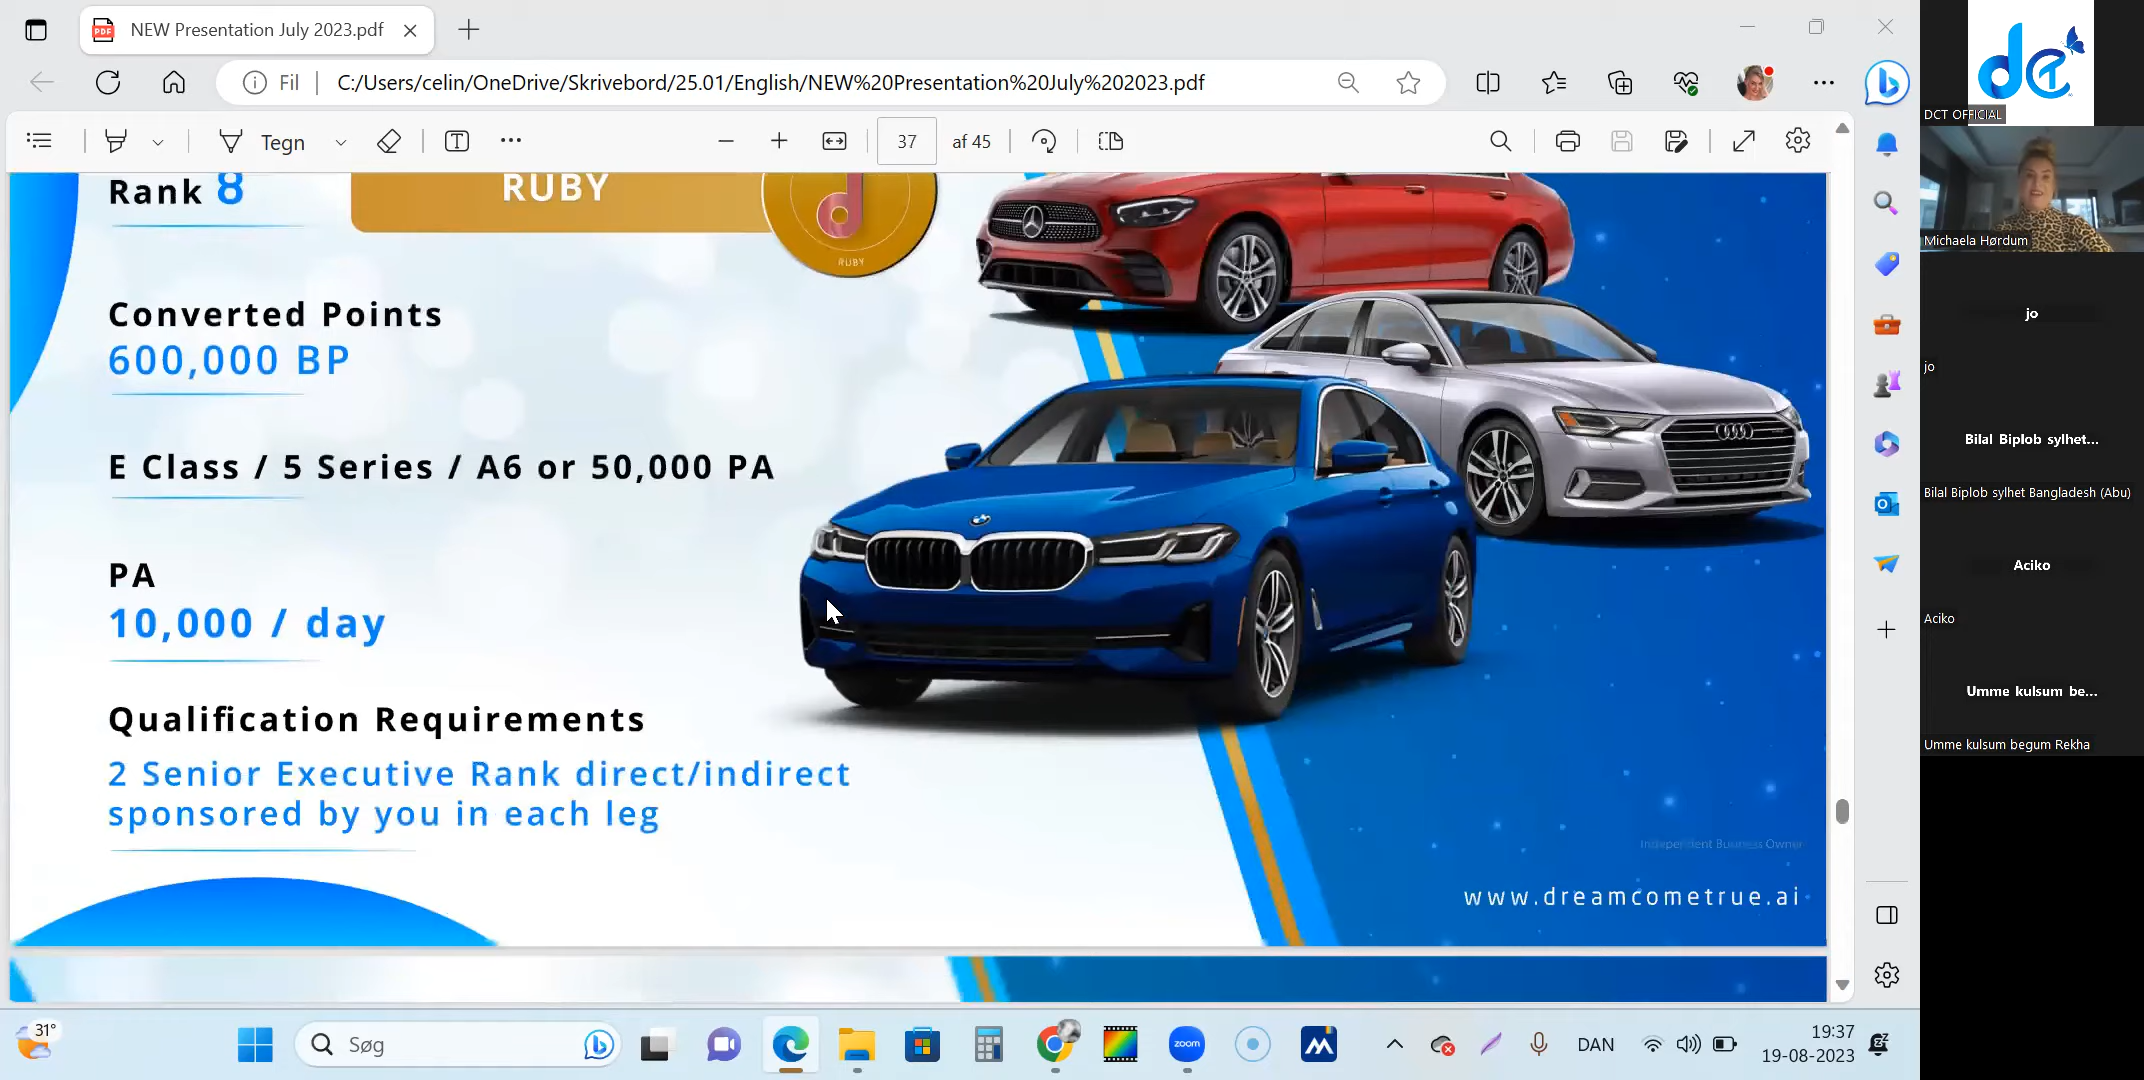 NEW Presentation July 2023.pdf
Fil
C:/Users/celin/OneDrive/Skrivebord/25.01/English/NEW%20Presentation%20July%202023.pdf
Tegn
37
af 45
Rank 8
RUBY
RUBY
Converted Points
600,000 BP
E Class / 5 Series / A6 or 50,000 PA
PA
10,000 / day
Qualification Requirements
2 Senior Executive Rank direct/indirect
sponsored by you in each leg
Independent Business Owner
www.dreamcometrue.ai
DCT OFFICIAL
Michaela Hørdum
jo
jo
Bilal Biplob sylhet...
Bilal Biplob sylhet Bangladesh (Abu)
Aciko
Aciko
Umme kulsum be...
Umme kulsum begum Rekha
31°
Søg
zoom
DAN
19:37
19-08-2023